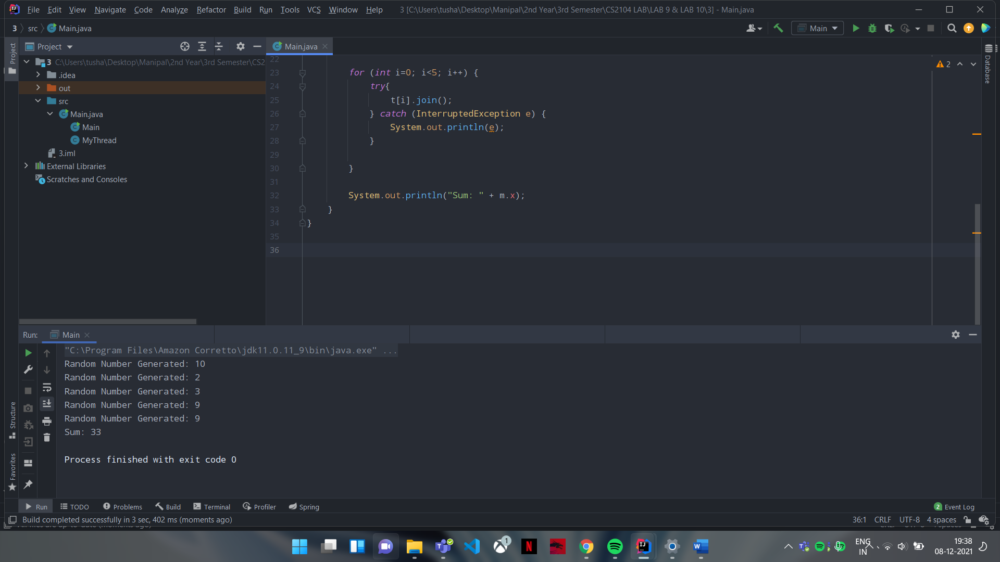 File Edit View Navigate Code Analyze Refactor Build Run Tools VCS Window Help 3 [C:\Users\tusha\Desktop\Manipal\2nd Year\3rd Semester\CS2104 LAB\LAB 9 & LAB 10\3] - Main.java
3 src Main.java Main
Project Main.java
Project
3 C:\Users\tusha\Desktop\Manipal\2nd Year\3rd Semester\CS2
.idea
out
src
Main.java
Main
MyThread
3.iml
External Libraries
Scratches and Consoles
2
Database
22
23 for (int i=0; i<5; i++) {
24 try{
25 t[i].join();
26 } catch (InterruptedException e) {
27 System.out.println(e);
28 }
29
30 }
31
32 System.out.println("Sum: " + m.x);
33 }
34 }
35
36
Run: Main
"C:\Program Files\Amazon Corretto\jdk11.0.11_9\bin\java.exe" ...
Random Number Generated: 10
Random Number Generated: 2
Random Number Generated: 3
Random Number Generated: 9
Random Number Generated: 9
Sum: 33
Process finished with exit code 0
Structure
Favorites
Run TODO Problems Build Terminal Profiler Spring 2 Event Log
Build completed successfully in 3 sec, 402 ms (moments ago) 36:1 CRLF UTF-8 4 spaces
1
IJ
N
W
ENG
IN
19:38
08-12-2021